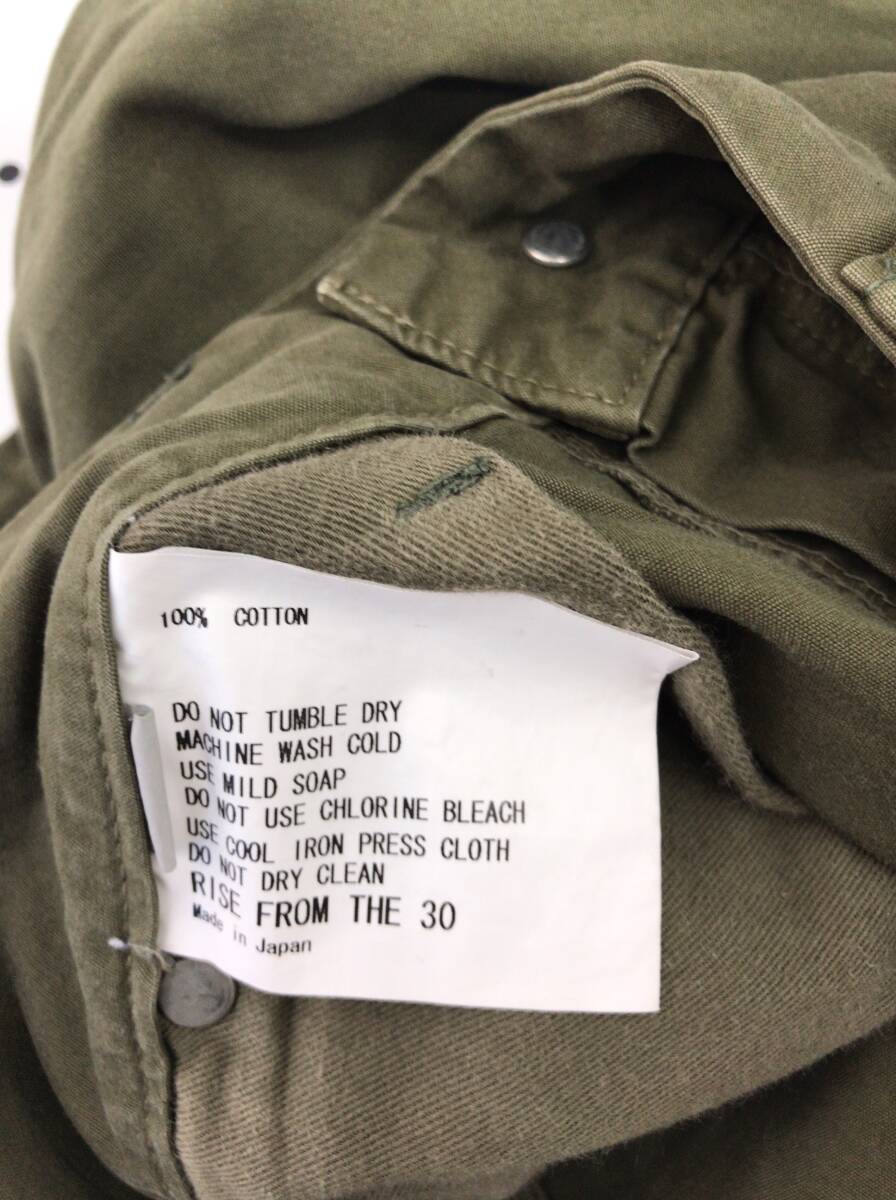 100% COTTON
DO NOT TUMBLE DRY
MACHINE WASH COLD
USE MILD SOAP
DO NOT USE CHLORINE BLEACH
USE COOL IRON PRESS CLOTH
DO NOT DRY CLEAN
RISE FROM THE 30
Made in Japan